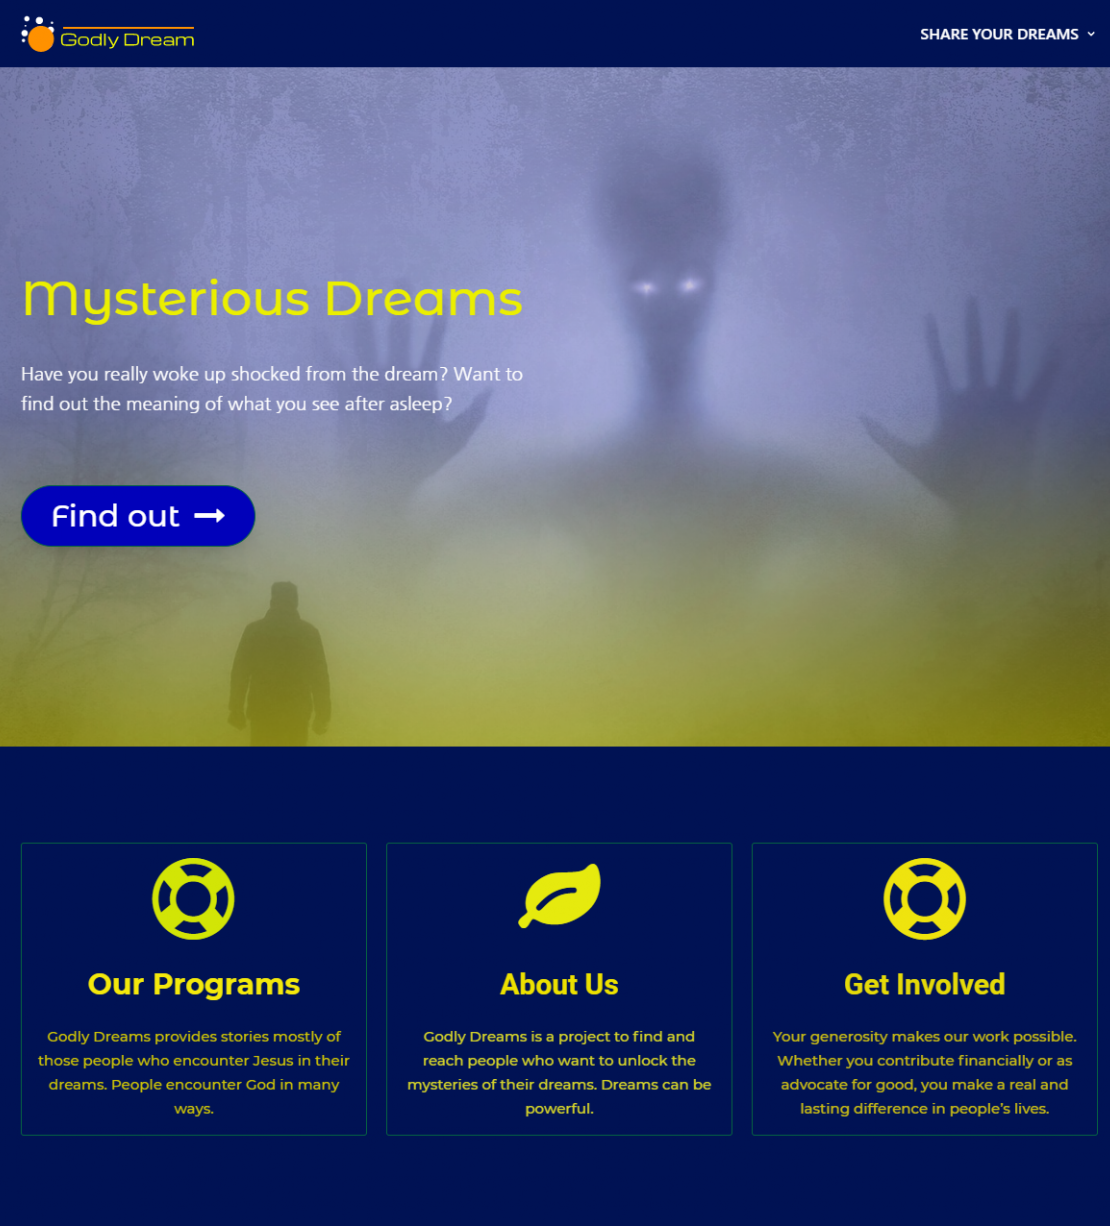 Godly Dream
SHARE YOUR DREAMS
Mysterious Dreams
Have you really woke up shocked from the dream? Want to
find out the meaning of what you see after asleep?
Find out
Our Programs
Godly Dreams provides stories mostly of
those people who encounter Jesus in their
dreams. People encounter God in many
ways.
About Us
Godly Dreams is a project to find and
reach people who want to unlock the
mysteries of their dreams. Dreams can be
powerful.
Get Involved
Your generosity makes our work possible.
Whether you contribute financially or as
advocate for good, you make a real and
lasting difference in people’s lives.